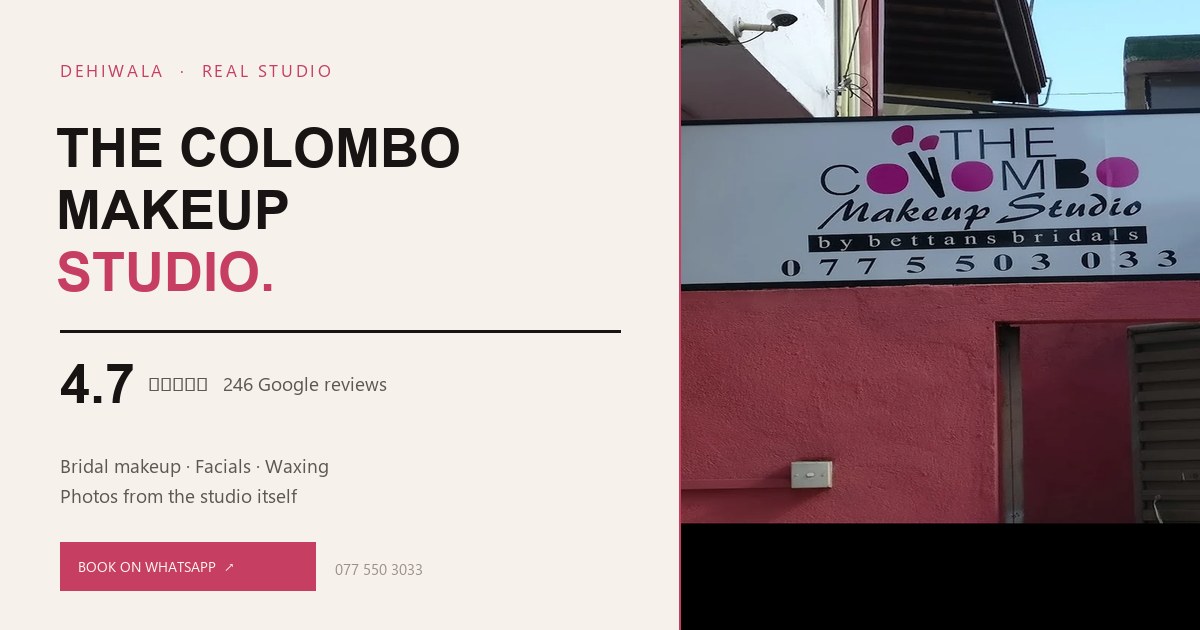 DEHIWALA · REAL STUDIO
THE COLOMBO
MAKEUP
STUDIO.
4.7 246 Google reviews
Bridal makeup · Facials · Waxing
Photos from the studio itself
BOOK ON WHATSAPP ↗
077 550 3033
THE
COLOMBO
Makeup Studio
by bettans bridals
0775 503 033